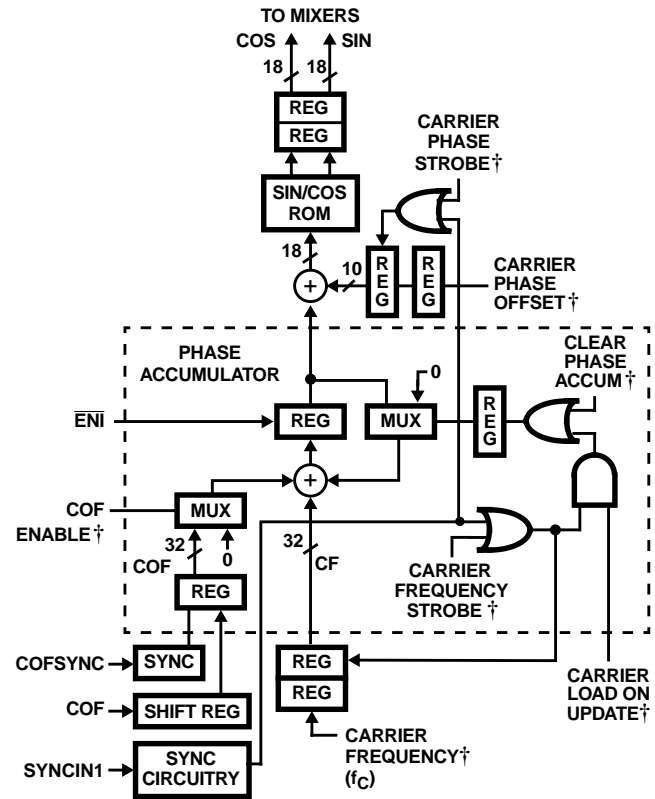 TO MIXERS
COS SIN
18 18
REG
REG
CARRIER
PHASE
STROBE†
SIN/COS
ROM
18
10
REG
REG
CARRIER
PHASE
OFFSET†
+
PHASE
ACCUMULATOR
CLEAR
PHASE
ACCUM†
0
ENI
REG
MUX
REG
+
COF
ENABLE†
MUX
32
COF
0
32
CF
REG
CARRIER
FREQUENCY
STROBE†
COFSYNC
SYNC
REG
REG
CARRIER
LOAD ON
UPDATE†
COF
SHIFT REG
SYNCIN1
SYNC
CIRCUITRY
CARRIER
FREQUENCY†
(fC)